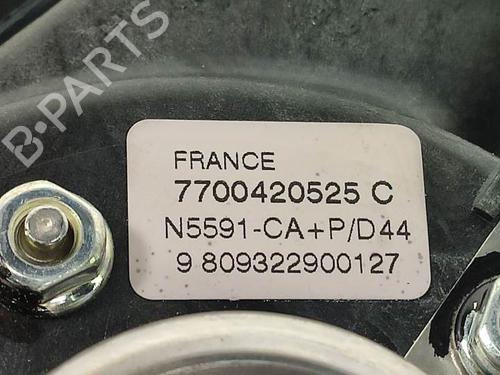 B-PARTS
FRANCE
7700420525 C
N5591-CA+P/D44
9 809322900127